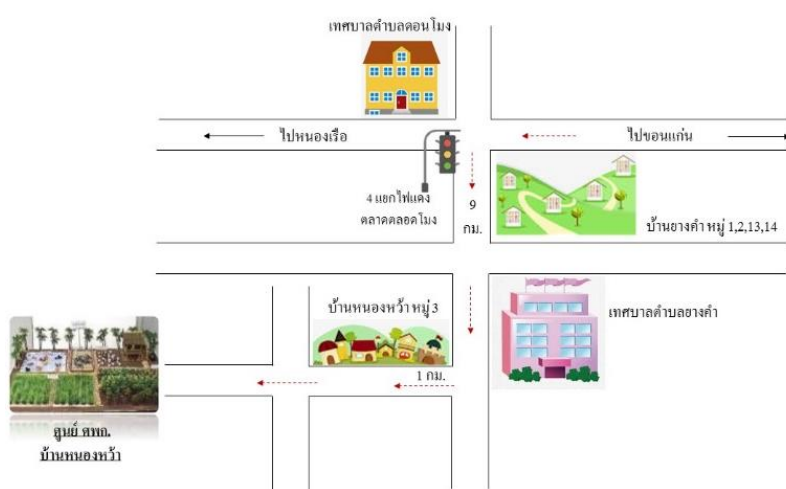 เทศบาลตำบลดอนโมง
ไปหนองเรือ
ไปขอนแก่น
4 แยกไฟแดง
ตลาดตลอดโมง
9
กม.
บ้านยางคำ หมู่ 1,2,13,14
บ้านหนองหว้า หมู่ 3
เทศบาลตำบลยางคำ
1 กม.
ศูนย์ ศพก.
บ้านหนองหว้า